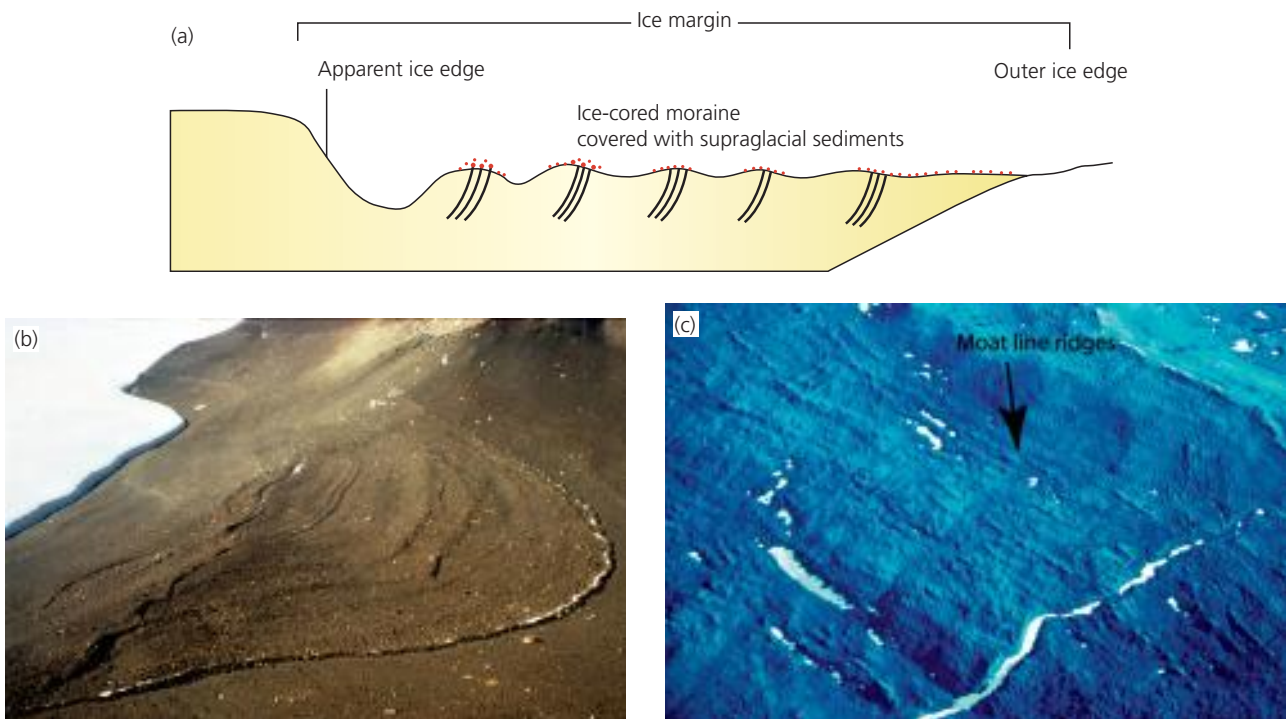 (a)
Ice margin
Apparent ice edge
Outer ice edge
Ice-cored moraine
covered with supraglacial sediments
(b)
(c)
Moat line ridges